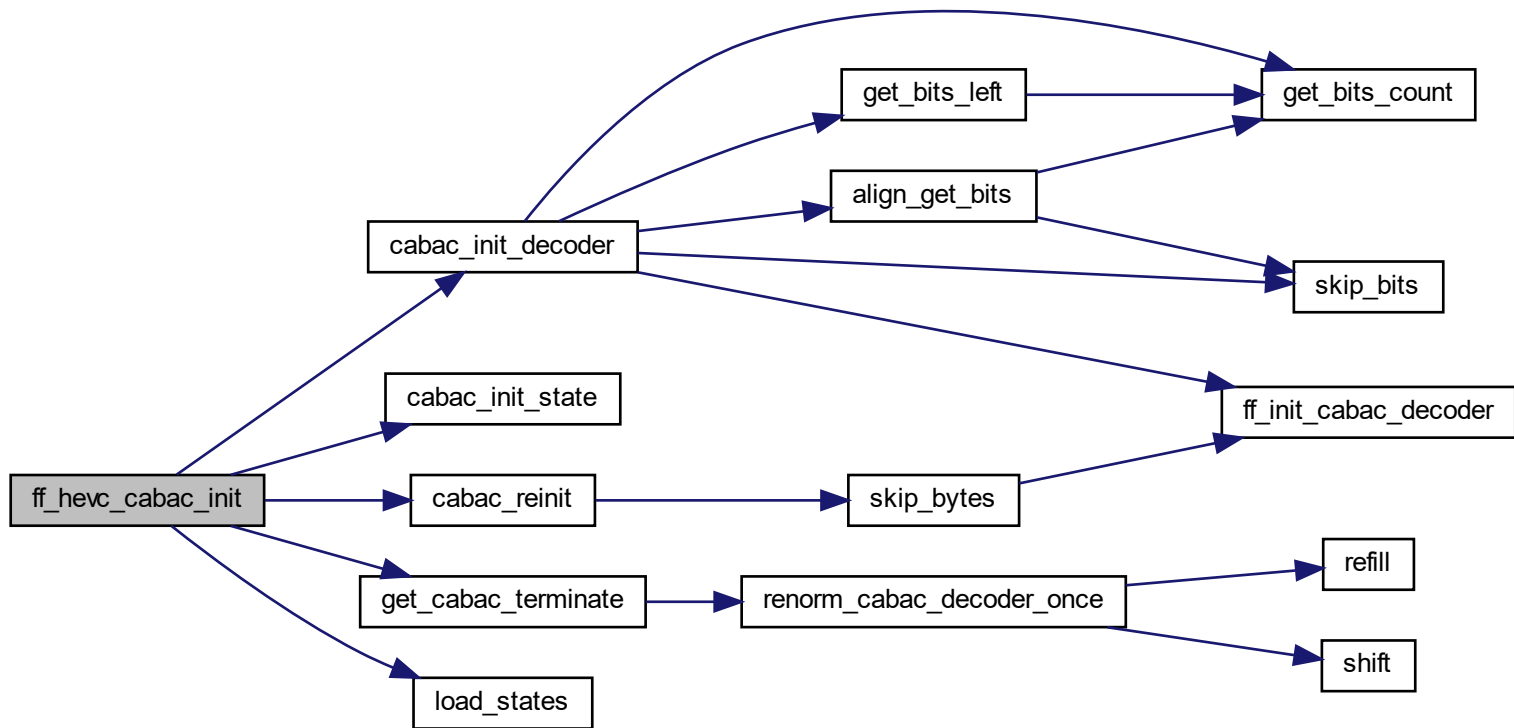 get_bits_left
get_bits_count
align_get_bits
cabac_init_decoder
skip_bits
cabac_init_state
ff_init_cabac_decoder
ff_hevc_cabac_init
cabac_reinit
skip_bytes
refill
get_cabac_terminate
renorm_cabac_decoder_once
shift
load_states